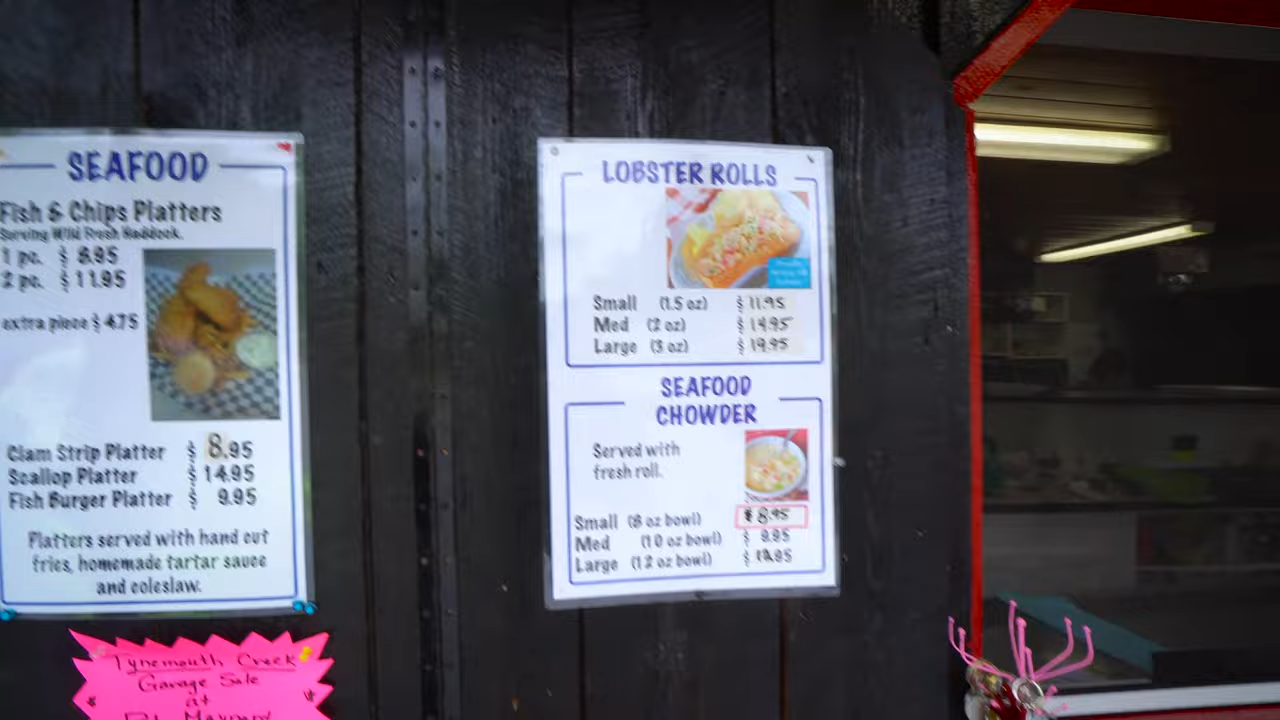 SEAFOOD
Fish & Chips Platters
Serving Wild Fresh Haddock.
1 pc. $ 8.95
2 pc. $ 11.95
extra piece $ 4.75
Clam Strip Platter $ 8.95
Scallop Platter $ 14.95
Fish Burger Platter $ 9.95
Platters served with hand cut
fries, homemade tartar sauce
and coleslaw.
Tynemouth Creek
Garage Sale
at
LOBSTER ROLLS
Small (1.5 oz) $ 11.95
Med (2 oz) $ 14.95
Large (3 oz) $ 19.95
SEAFOOD
CHOWDER
Served with
fresh roll.
Small (8 oz bowl) $ 8.95
Med (10 oz bowl) $ 9.95
Large (12 oz bowl)